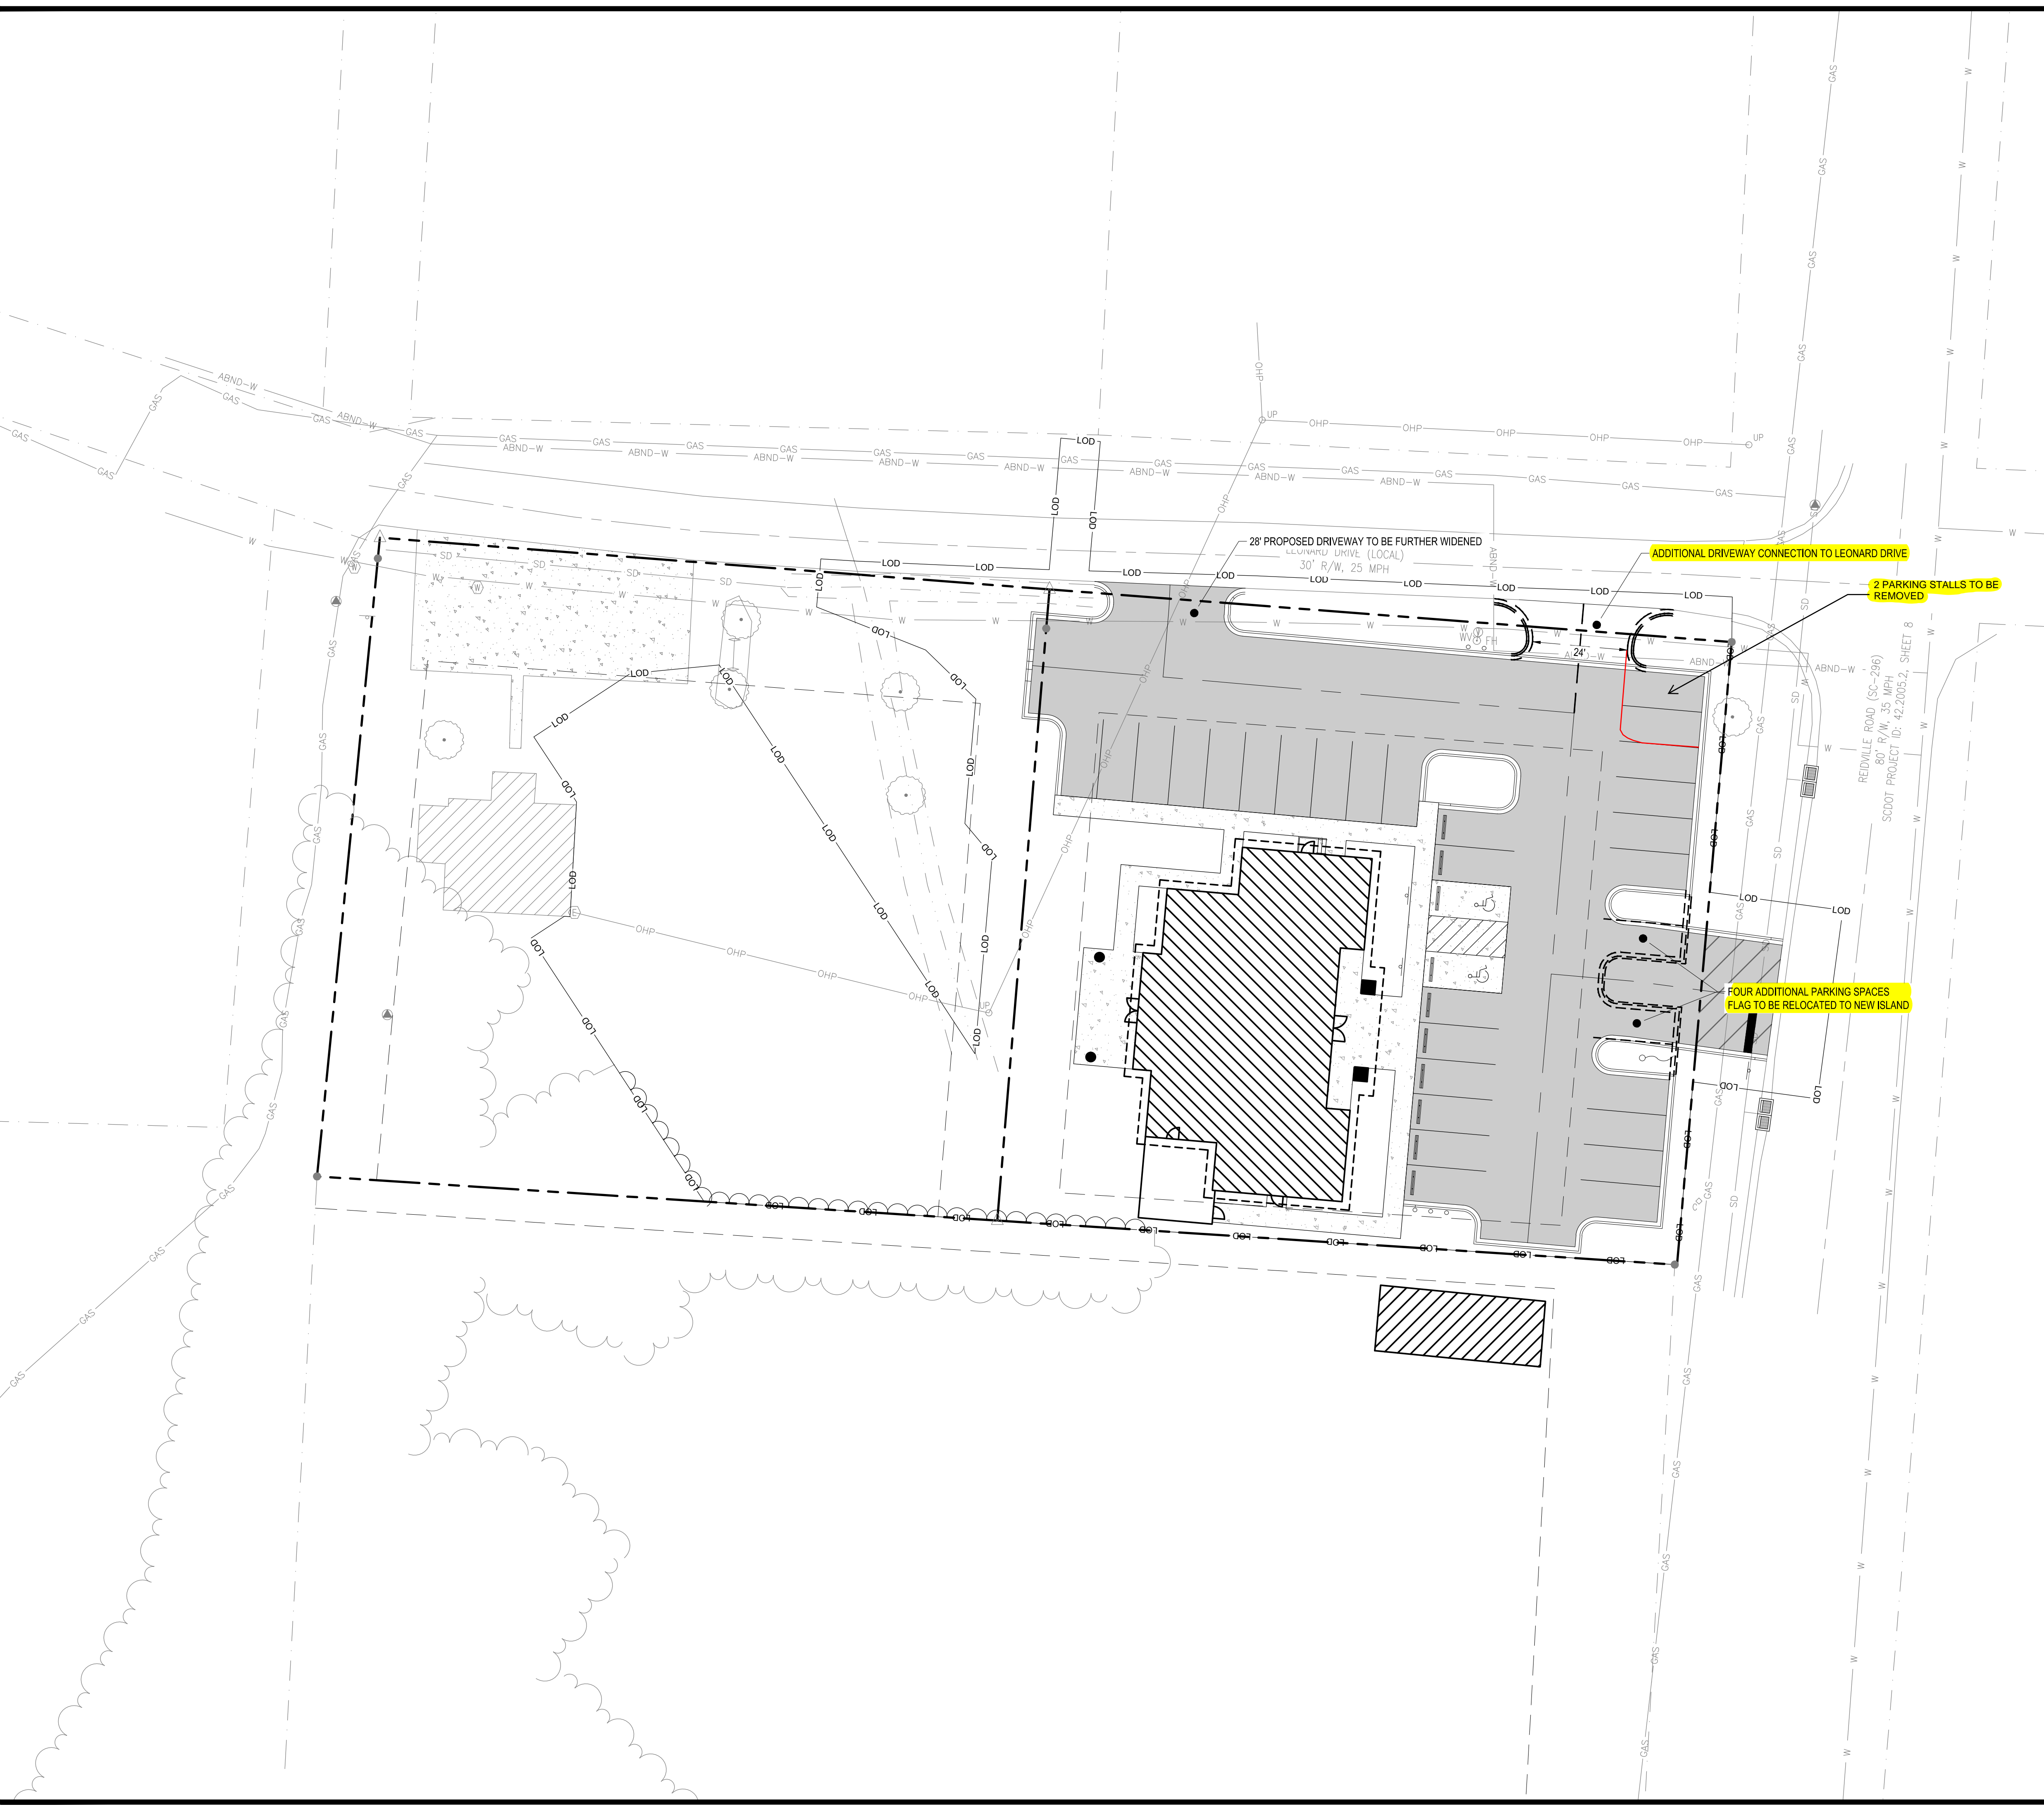 28' PROPOSED DRIVEWAY TO BE FURTHER WIDENED
LEONARD DRIVE (LOCAL)
30' R/W, 25 MPH
ADDITIONAL DRIVEWAY CONNECTION TO LEONARD DRIVE
2 PARKING STALLS TO BE
REMOVED
24'
REIDVILLE ROAD (SC-296)
80' R/W, 35 MPH
SCDOT PROJECT ID: 42.2005.2, SHEET 8
FOUR ADDITIONAL PARKING SPACES
FLAG TO BE RELOCATED TO NEW ISLAND
ABND-W
GAS
OHP
UP
LOD
SD
W
WV
FH
E
CO